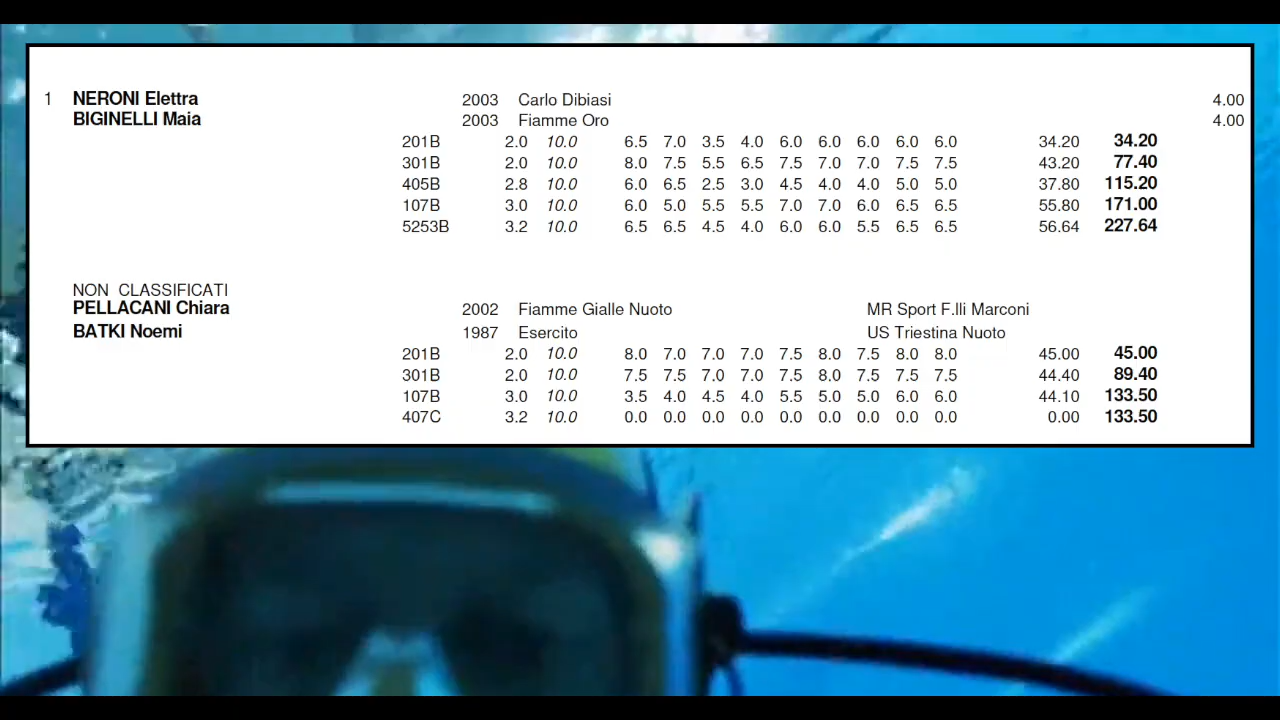 1 NERONI Elettra 2003 Carlo Dibiasi 4.00
BIGINELLI Maia 2003 Fiamme Oro 4.00
201B 2.0 10.0 6.5 7.0 3.5 4.0 6.0 6.0 6.0 6.0 6.0 34.20 34.20
301B 2.0 10.0 8.0 7.5 5.5 6.5 7.5 7.0 7.0 7.5 7.5 43.20 77.40
405B 2.8 10.0 6.0 6.5 2.5 3.0 4.5 4.0 4.0 5.0 5.0 37.80 115.20
107B 3.0 10.0 6.0 5.0 5.5 5.5 7.0 7.0 6.0 6.5 6.5 55.80 171.00
5253B 3.2 10.0 6.5 6.5 4.5 4.0 6.0 6.0 5.5 6.5 6.5 56.64 227.64
NON CLASSIFICATI
PELLACANI Chiara 2002 Fiamme Gialle Nuoto MR Sport F.lli Marconi
BATKI Noemi 1987 Esercito US Triestina Nuoto
201B 2.0 10.0 8.0 7.0 7.0 7.0 7.5 8.0 7.5 8.0 8.0 45.00 45.00
301B 2.0 10.0 7.5 7.5 7.0 7.0 7.5 8.0 7.5 7.5 7.5 44.40 89.40
107B 3.0 10.0 3.5 4.0 4.5 4.0 5.5 5.0 5.0 6.0 6.0 44.10 133.50
407C 3.2 10.0 0.0 0.0 0.0 0.0 0.0 0.0 0.0 0.0 0.0 0.00 133.50